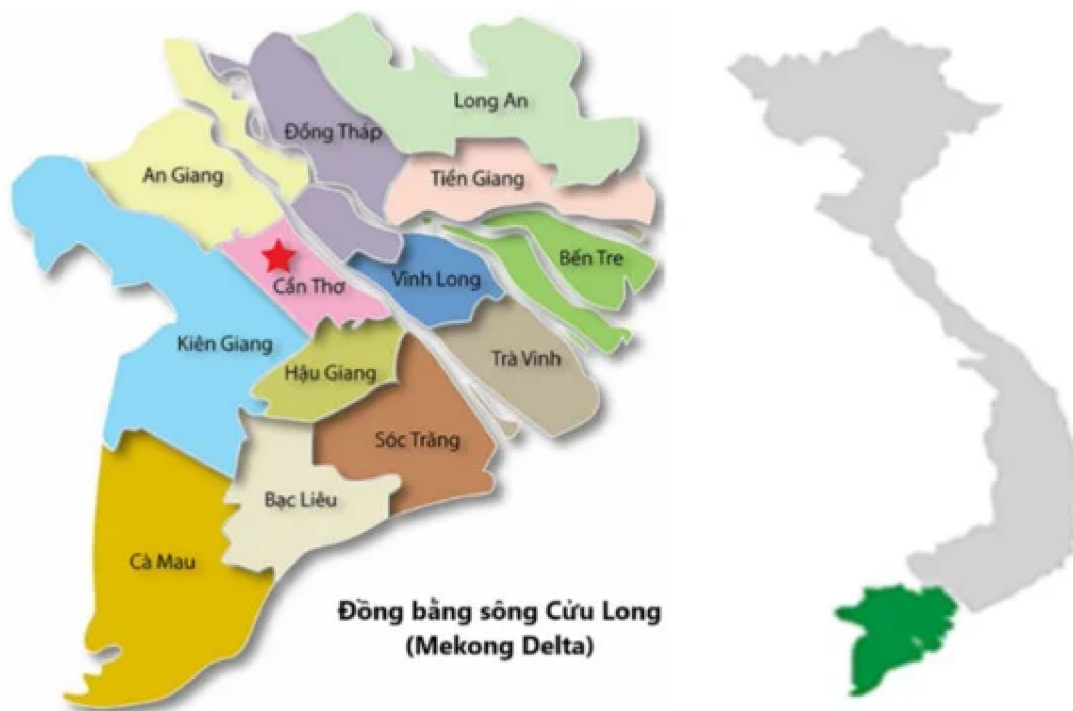 Long An
Đồng Tháp
An Giang
Tiền Giang
Bến Tre
Vĩnh Long
Cần Thơ
Kiên Giang
Trà Vinh
Hậu Giang
Sóc Trăng
Bạc Liêu
Cà Mau
Đồng bằng sông Cửu Long
(Mekong Delta)